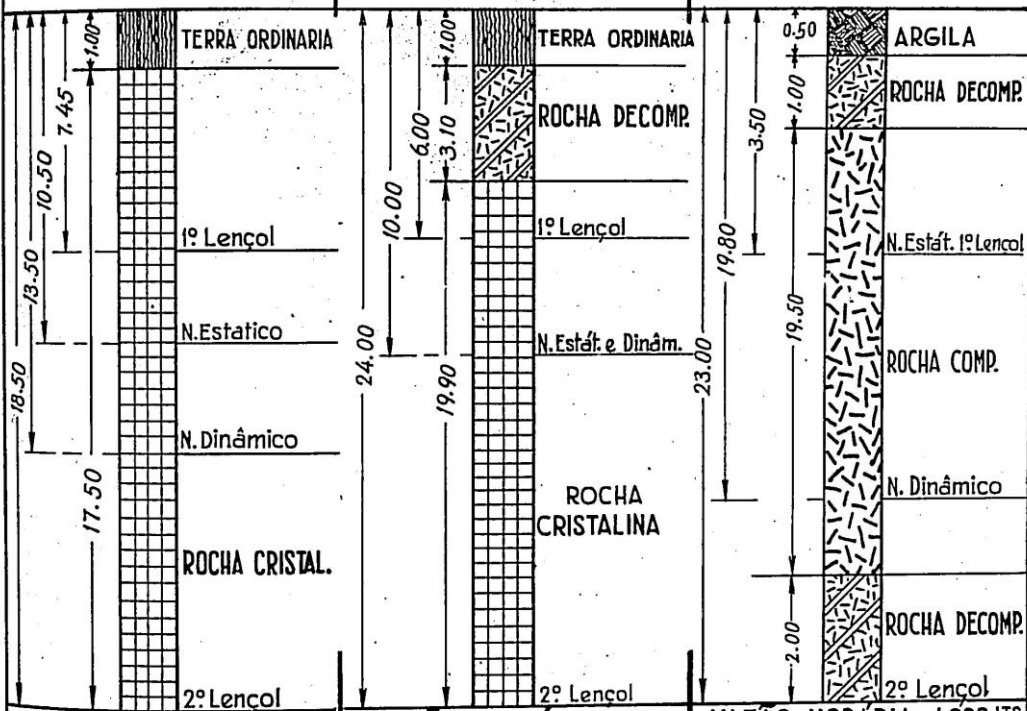 1.00
TERRA ORDINARIA
7.45
10.50
13.50
18.50
17.50
1º Lençol
N.Estatico
N. Dinâmico
ROCHA CRISTAL.
2º Lençol
1.00
TERRA ORDINARIA
3.10
ROCHA DECOMP.
6.00
10.00
24.00
19.90
1º Lençol
N.Estát. e Dinâm.
ROCHA
CRISTALINA
2º Lençol
0.50
ARGILA
1.00
ROCHA DECOMP.
3.50
19.80
23.00
19.50
N.Estát. 1º Lençol
ROCHA COMP.
N. Dinâmico
2.00
ROCHA DECOMP.
2º Lençol